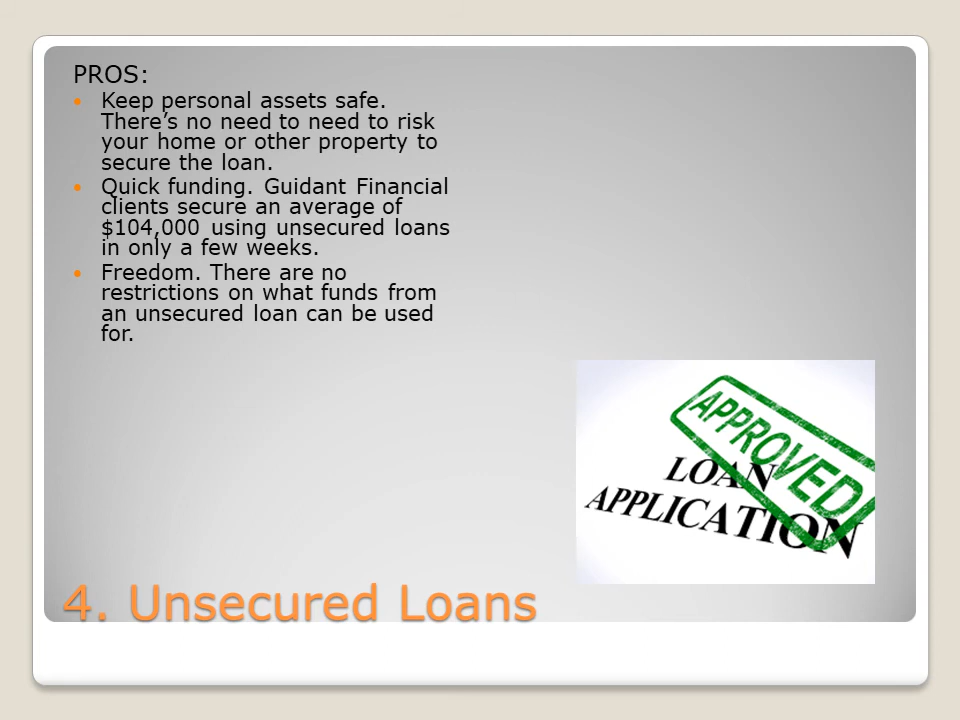 PROS:
Keep personal assets safe.
There’s no need to need to risk
your home or other property to
secure the loan.
Quick funding. Guidant Financial
clients secure an average of
$104,000 using unsecured loans
in only a few weeks.
Freedom. There are no
restrictions on what funds from
an unsecured loan can be used
for.
APPROVED
LOAN
APPLICATION
4. Unsecured Loans